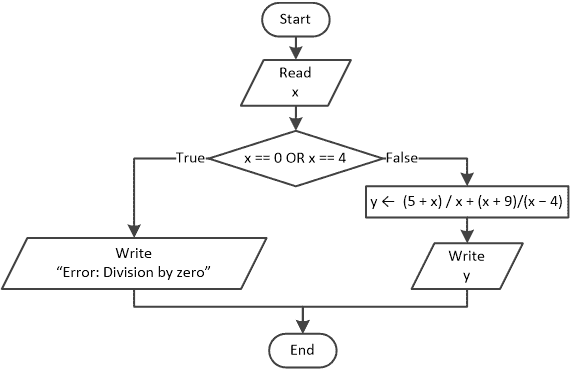 Start
Read
x
x == 0 OR x == 4
True
False
y ← (5 + x) / x + (x + 9)/(x – 4)
Write
“Error: Division by zero”
Write
y
End